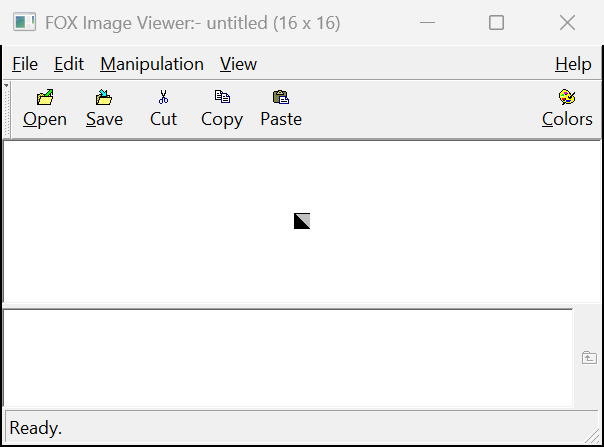 FOX Image Viewer:- untitled (16 x 16)
File Edit Manipulation View Help
Open Save Cut Copy Paste Colors
Ready.